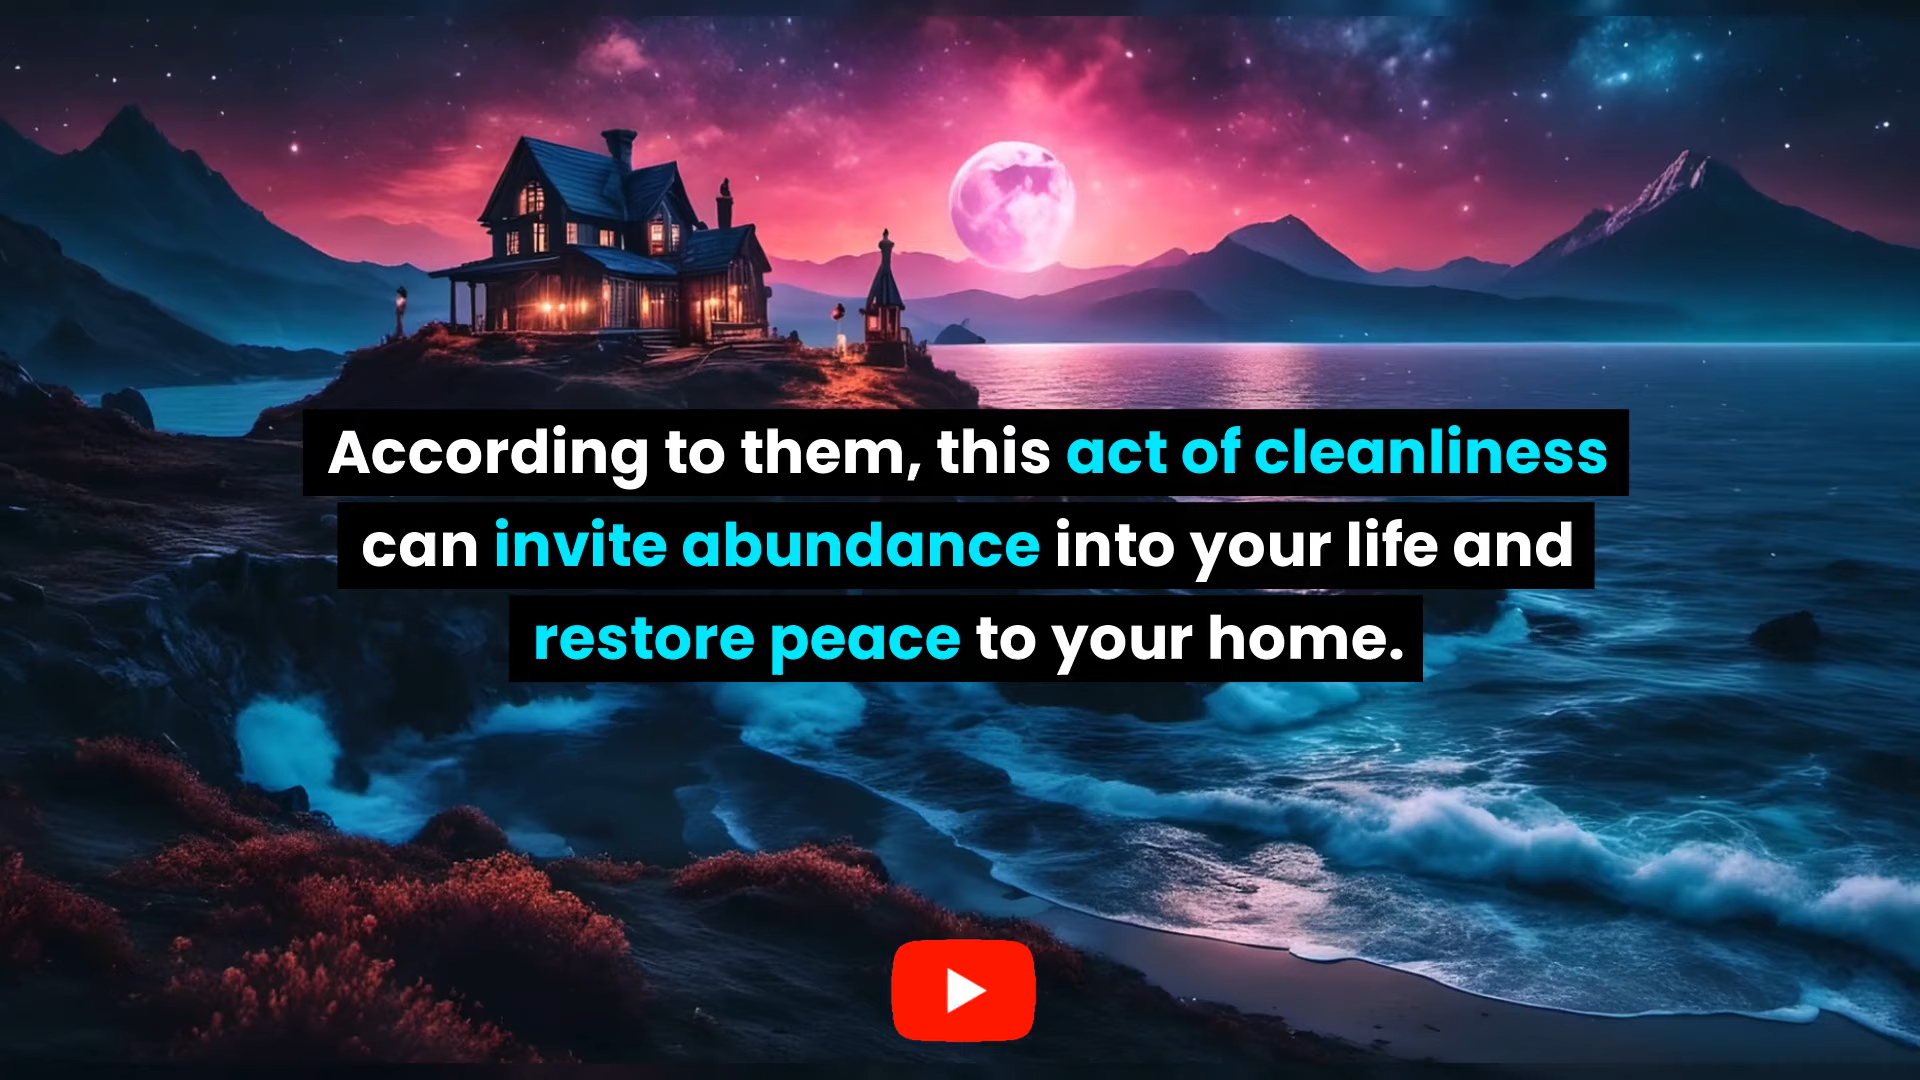 According to them, this act of cleanliness
can invite abundance into your life and
restore peace to your home.